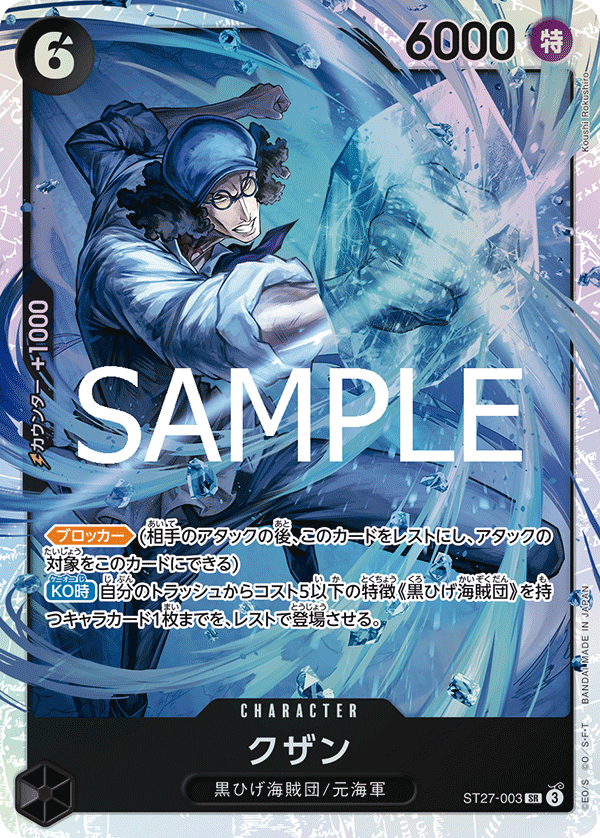 6
6000 特
Koushi Rokushiro
カウンター +1000
SAMPLE
ブロッカー (相手のアタックの後、このカードをレストにし、アタックの
対象をこのカードにできる)
KO時 自分のトラッシュからコスト5以下の特徴《黒ひげ海賊団》を持
つキャラカード1枚までを、レストで登場させる。
CHARACTER
クザン
黒ひげ海賊団/元海軍
ST27-003 SR 3
©E.O/S ©O/S・F・T BANDAI MADE IN JAPAN